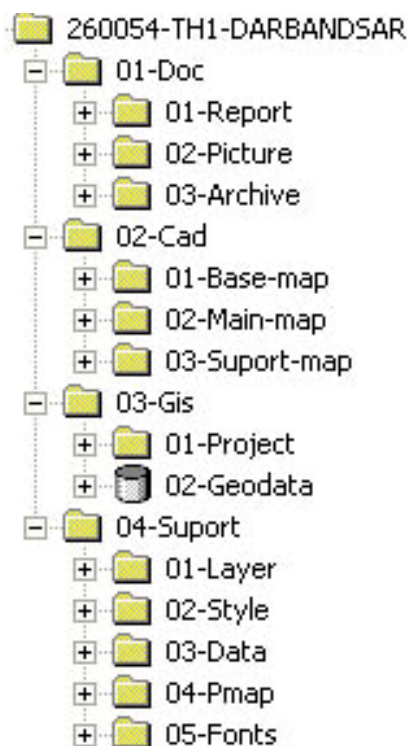 260054-TH1-DARBANDSAR
01-Doc
01-Report
02-Picture
03-Archive
02-Cad
01-Base-map
02-Main-map
03-Suport-map
03-Gis
01-Project
02-Geodata
04-Suport
01-Layer
02-Style
03-Data
04-Pmap
05-Fonts